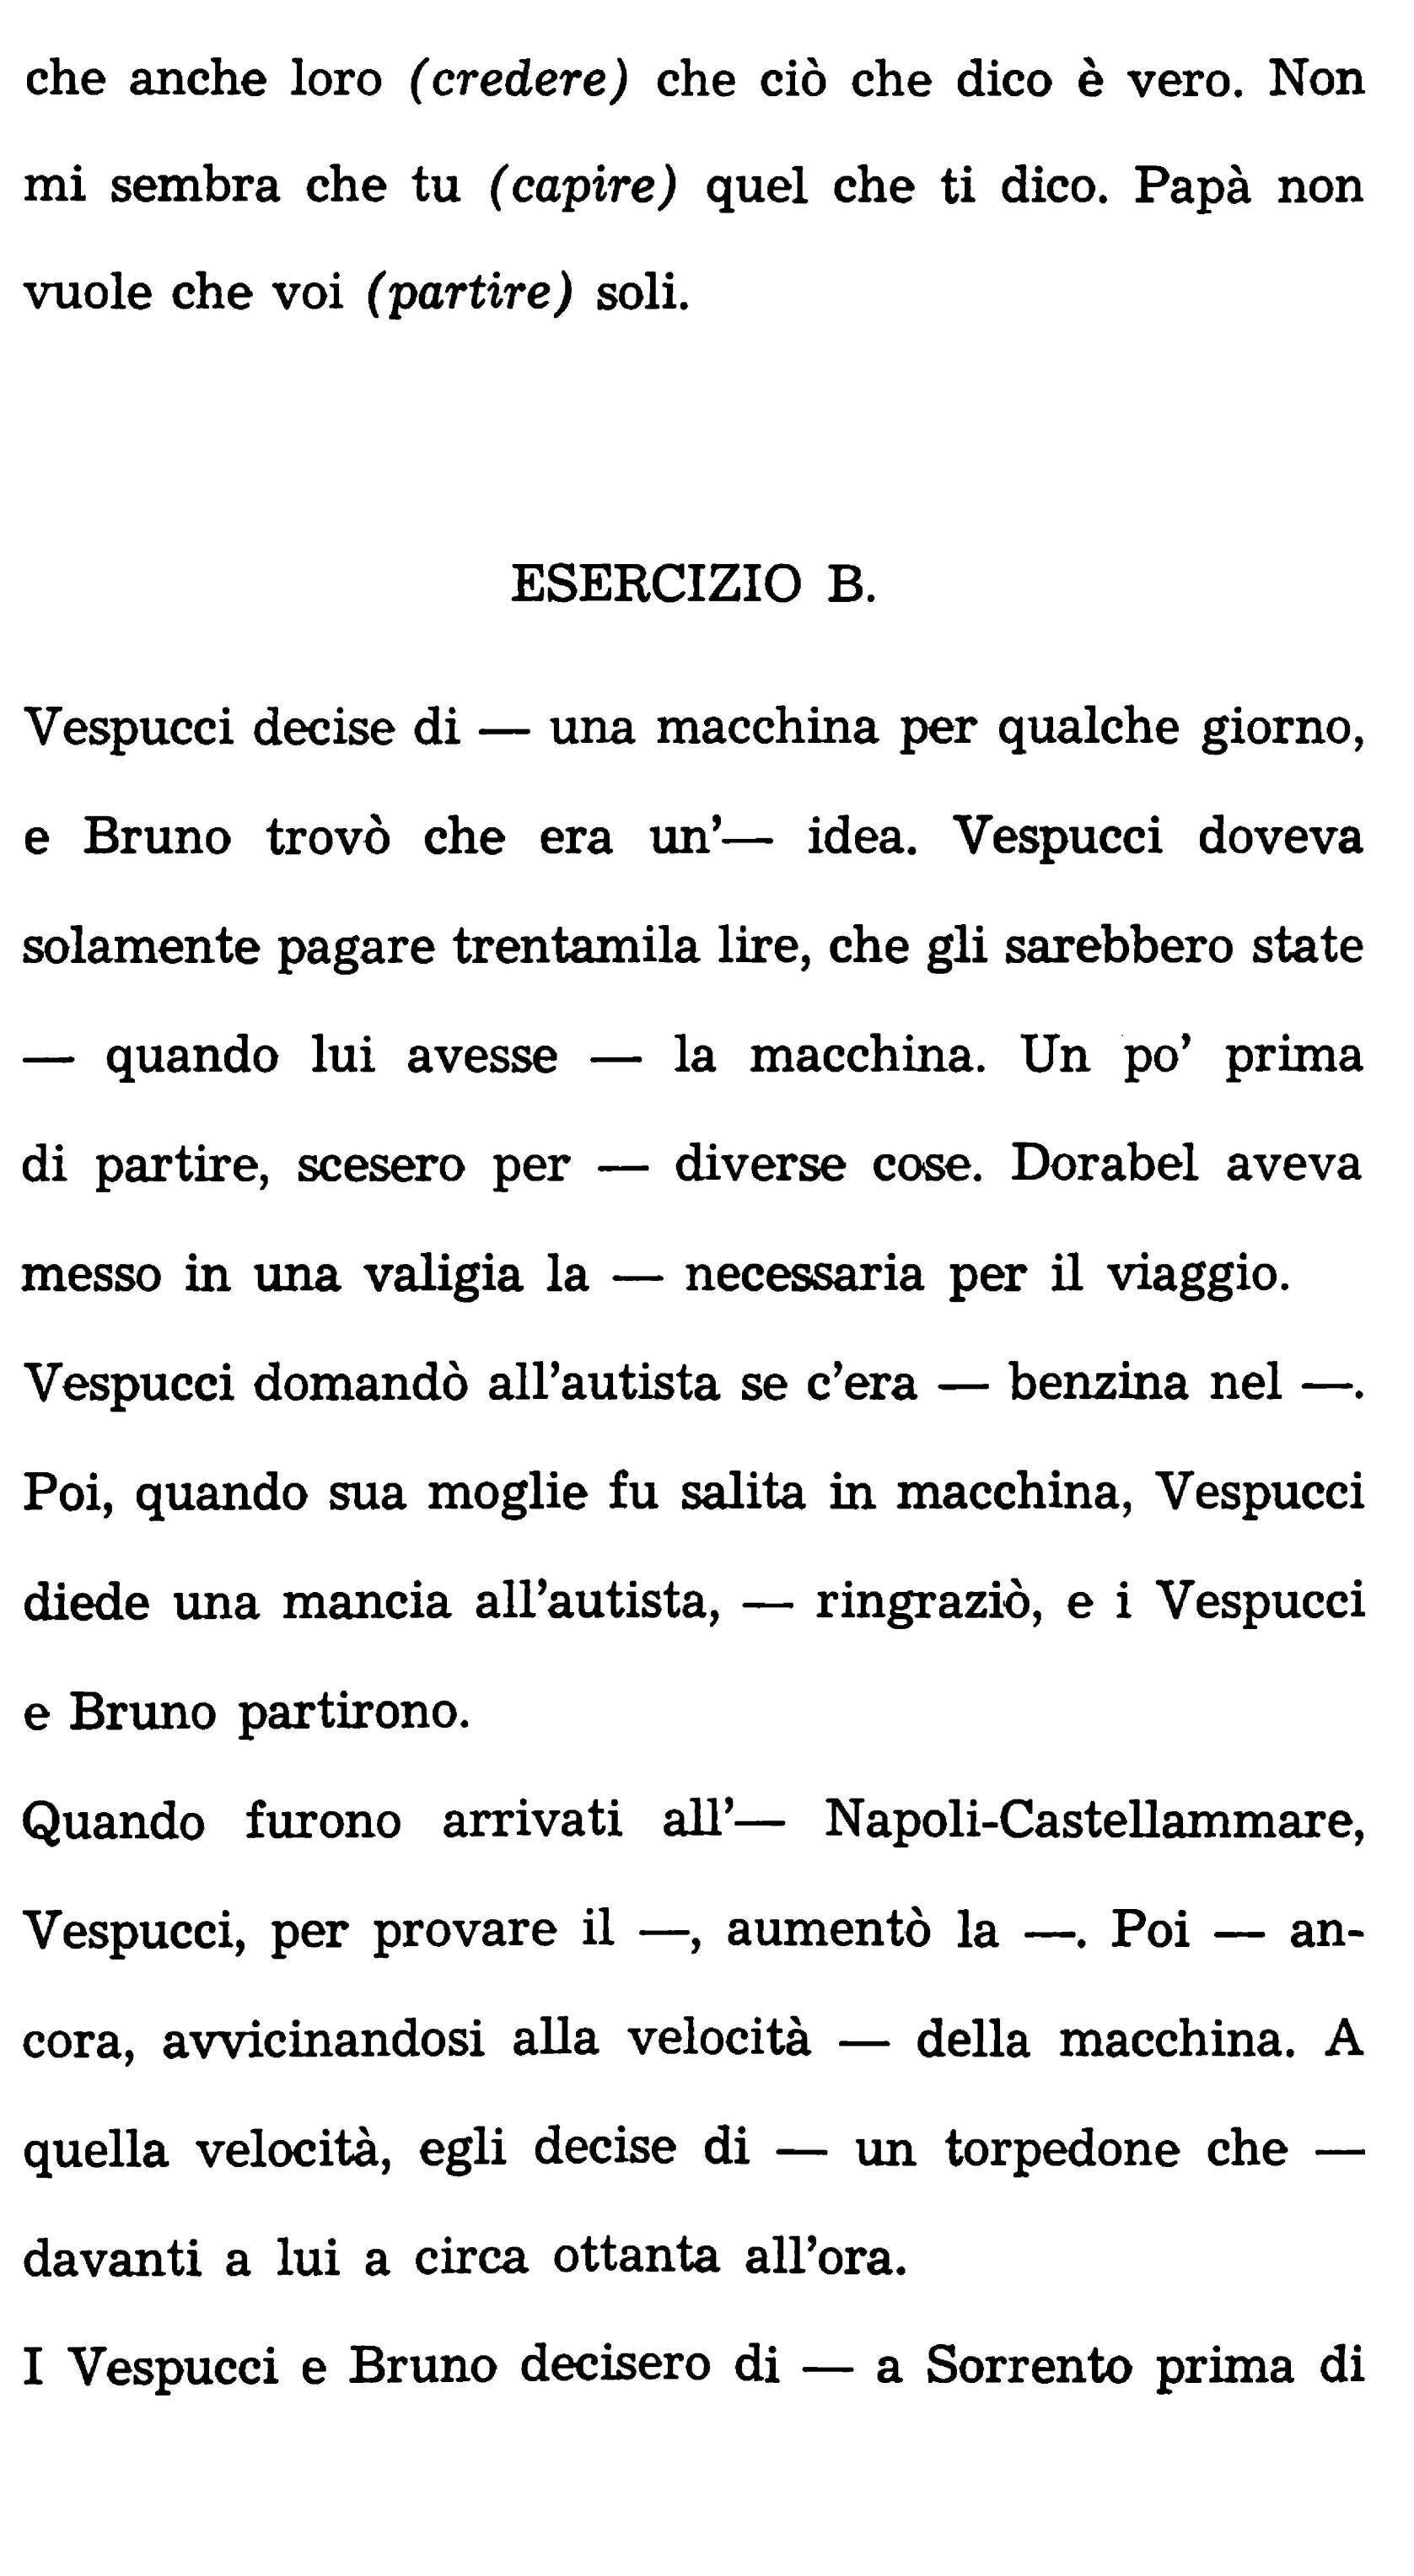 che anche loro (credere) che ciò che dico è vero. Non
mi sembra che tu (capire) quel che ti dico. Papà non
vuole che voi (partire) soli.
ESERCIZIO B.
Vespucci decise di — una macchina per qualche giorno,
e Bruno trovò che era un'— idea. Vespucci doveva
solamente pagare trentamila lire, che gli sarebbero state
— quando lui avesse — la macchina. Un po' prima
di partire, scesero per — diverse cose. Dorabel aveva
messo in una valigia la — necessaria per il viaggio.
Vespucci domandò all'autista se c'era — benzina nel —.
Poi, quando sua moglie fu salita in macchina, Vespucci
diede una mancia all'autista, — ringraziò, e i Vespucci
e Bruno partirono.
Quando furono arrivati all'— Napoli-Castellammare,
Vespucci, per provare il —, aumentò la —. Poi — an-
cora, avvicinandosi alla velocità — della macchina. A
quella velocità, egli decise di — un torpedone che —
davanti a lui a circa ottanta all'ora.
I Vespucci e Bruno decisero di — a Sorrento prima di